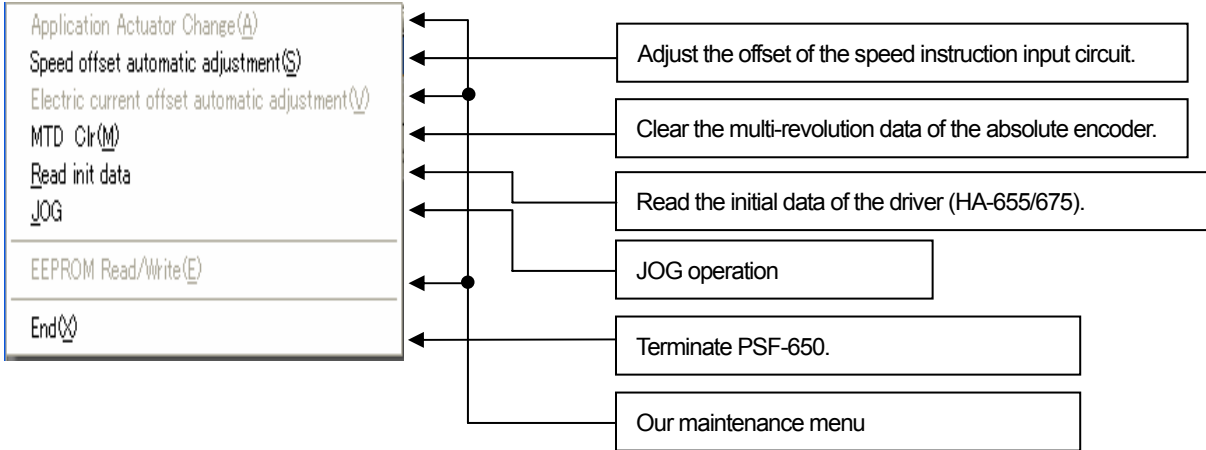 Application Actuator Change(A)
Speed offset automatic adjustment(S)
Electric current offset automatic adjustment(V)
MTD Clr(M)
Read init data
JOG
EEPROM Read/Write(E)
End(X)
Adjust the offset of the speed instruction input circuit.
Clear the multi-revolution data of the absolute encoder.
Read the initial data of the driver (HA-655/675).
JOG operation
Terminate PSF-650.
Our maintenance menu